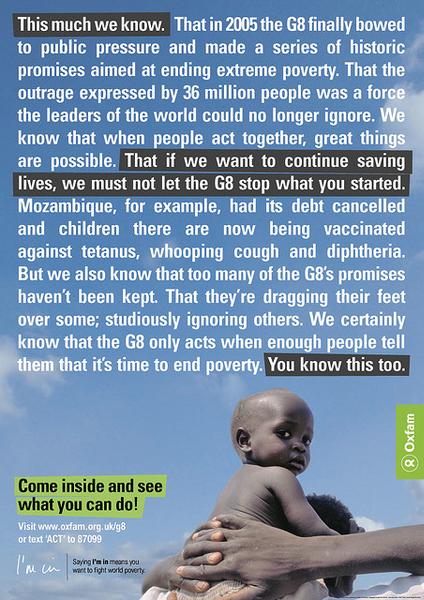 This much we know. That in 2005 the G8 finally bowed
to public pressure and made a series of historic
promises aimed at ending extreme poverty. That the
outrage expressed by 36 million people was a force
the leaders of the world could no longer ignore. We
know that when people act together, great things
are possible. That if we want to continue saving
lives, we must not let the G8 stop what you started.
Mozambique, for example, had its debt cancelled
and children there are now being vaccinated
against tetanus, whooping cough and diphtheria.
But we also know that too many of the G8's promises
haven't been kept. That they're dragging their feet
over some; studiously ignoring others. We certainly
know that the G8 only acts when enough people tell
them that it's time to end poverty. You know this too.
Oxfam
Come inside and see
what you can do!
Visit www.oxfam.org.uk/g8
or text 'ACT' to 87099
I'm in
Saying I'm in means you
want to fight world poverty.